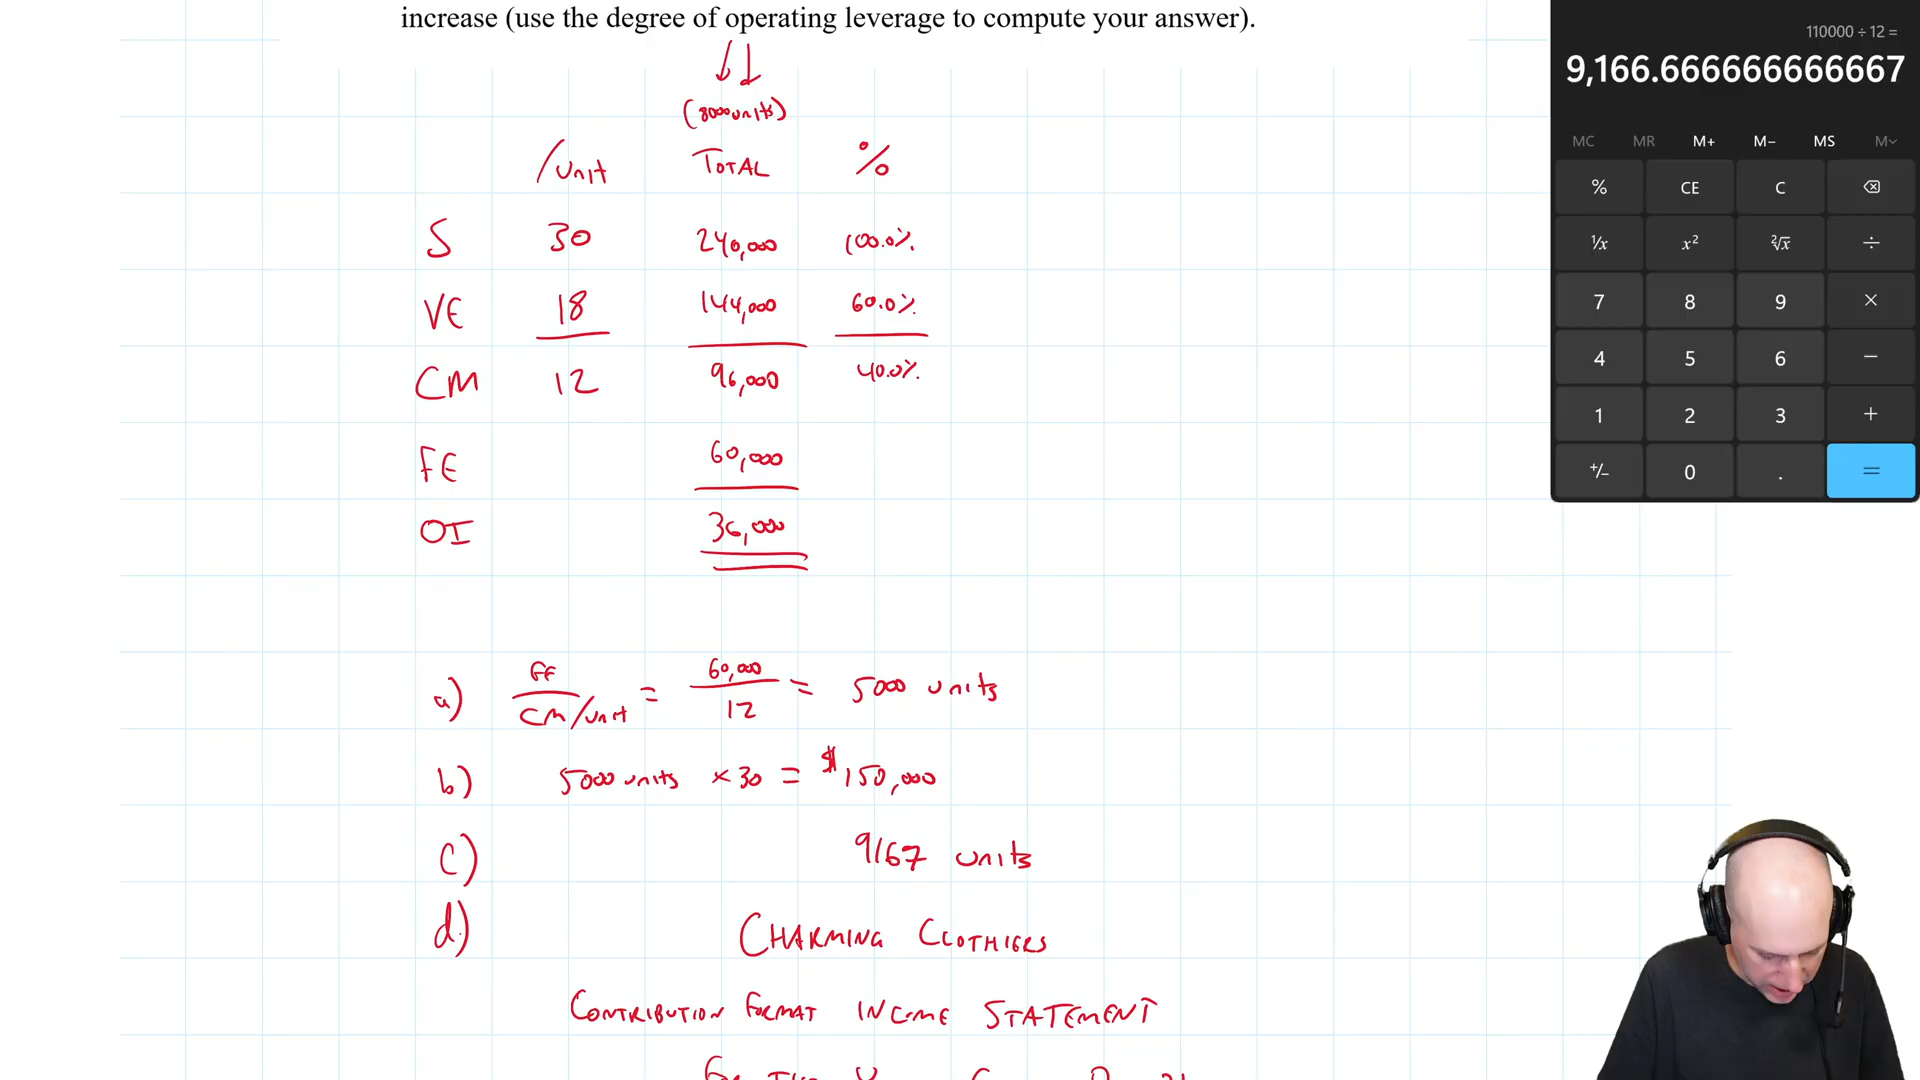 increase (use the degree of operating leverage to compute your answer).
(8000 units)
/Unit TOTAL %
S 30 240,000 100.0%
VE 18 144,000 60.0%
CM 12 96,000 40.0%
FE 60,000
OI 36,000
a) FE / CM/unit = 60,000 / 12 = 5000 units
b) 5000 units × 30 = $150,000
c) 9167 units
d) CHARMING CLOTHIERS
CONTRIBUTION FORMAT INCOME STATEMENT
110000 ÷ 12 =
9,166.666666666667
MC MR M+ M− MS M˅
% CE C
1/x x² ²√x ÷
7 8 9 ×
4 5 6 −
1 2 3 +
+/− 0 . =